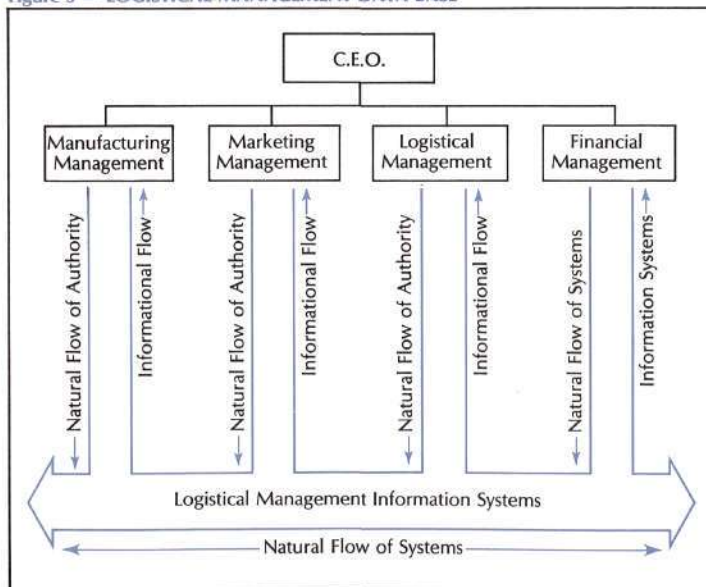 C.E.O.
Manufacturing
Management
Marketing
Management
Logistical
Management
Financial
Management
Natural Flow of Authority
Informational Flow
Natural Flow of Authority
Informational Flow
Natural Flow of Authority
Informational Flow
Natural Flow of Systems
Information Systems
Logistical Management Information Systems
Natural Flow of Systems